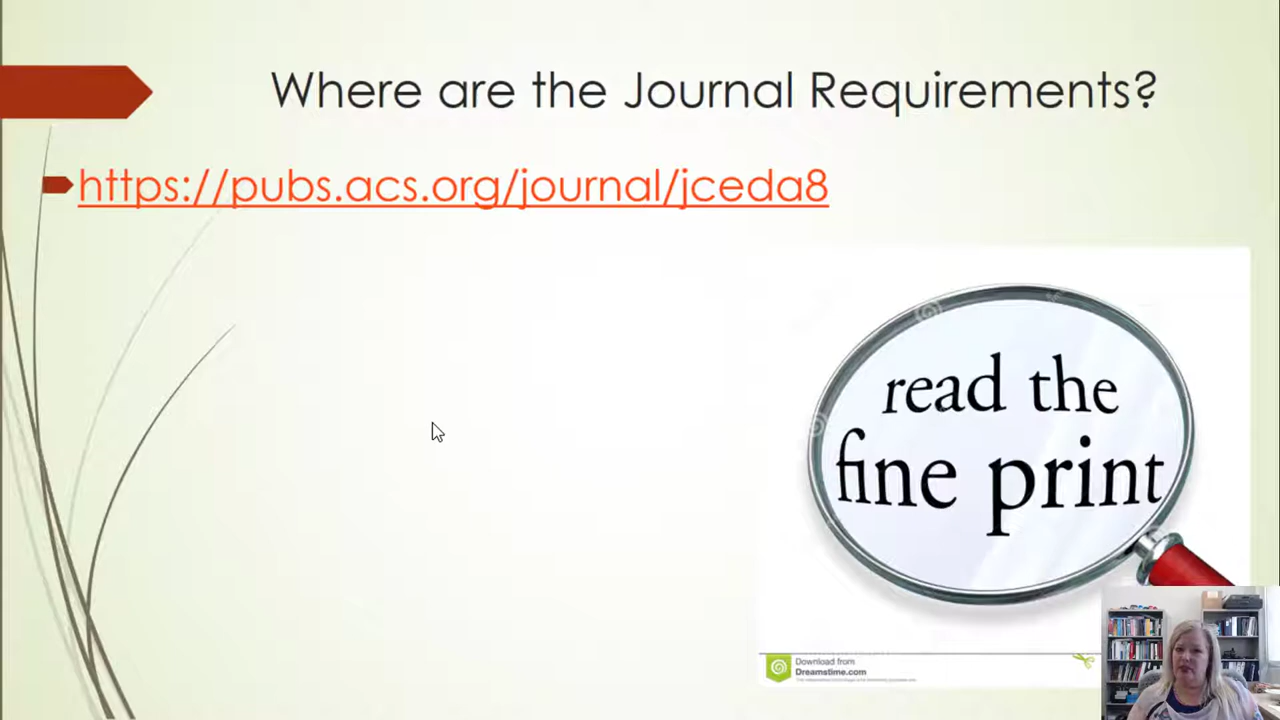 Where are the Journal Requirements?
https://pubs.acs.org/journal/jceda8
read the
fine print
Download from
Dreamstime.com